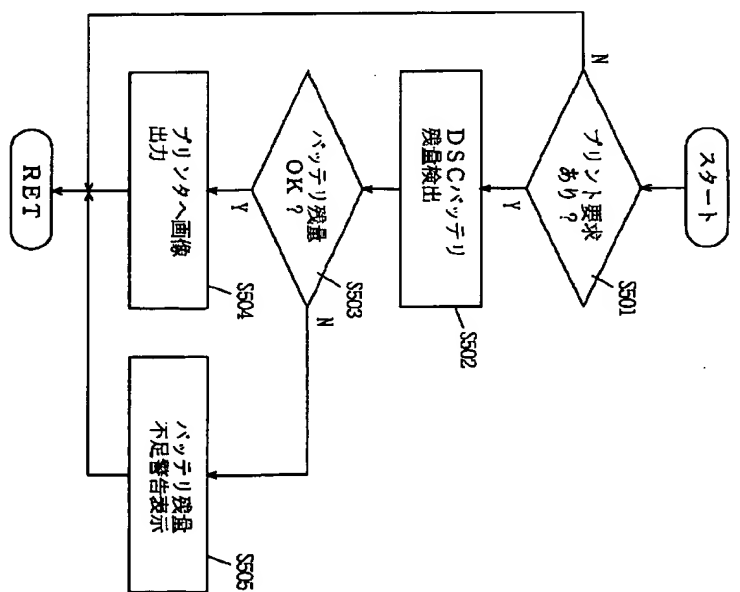 スタート
プリント要求
あり?
S501
N
Y
DSCバッテリ
残量検出
S502
バッテリ残量
OK?
S503
N
Y
プリンタへ画像
出力
S504
バッテリ残量
不足警告表示
S505
RET